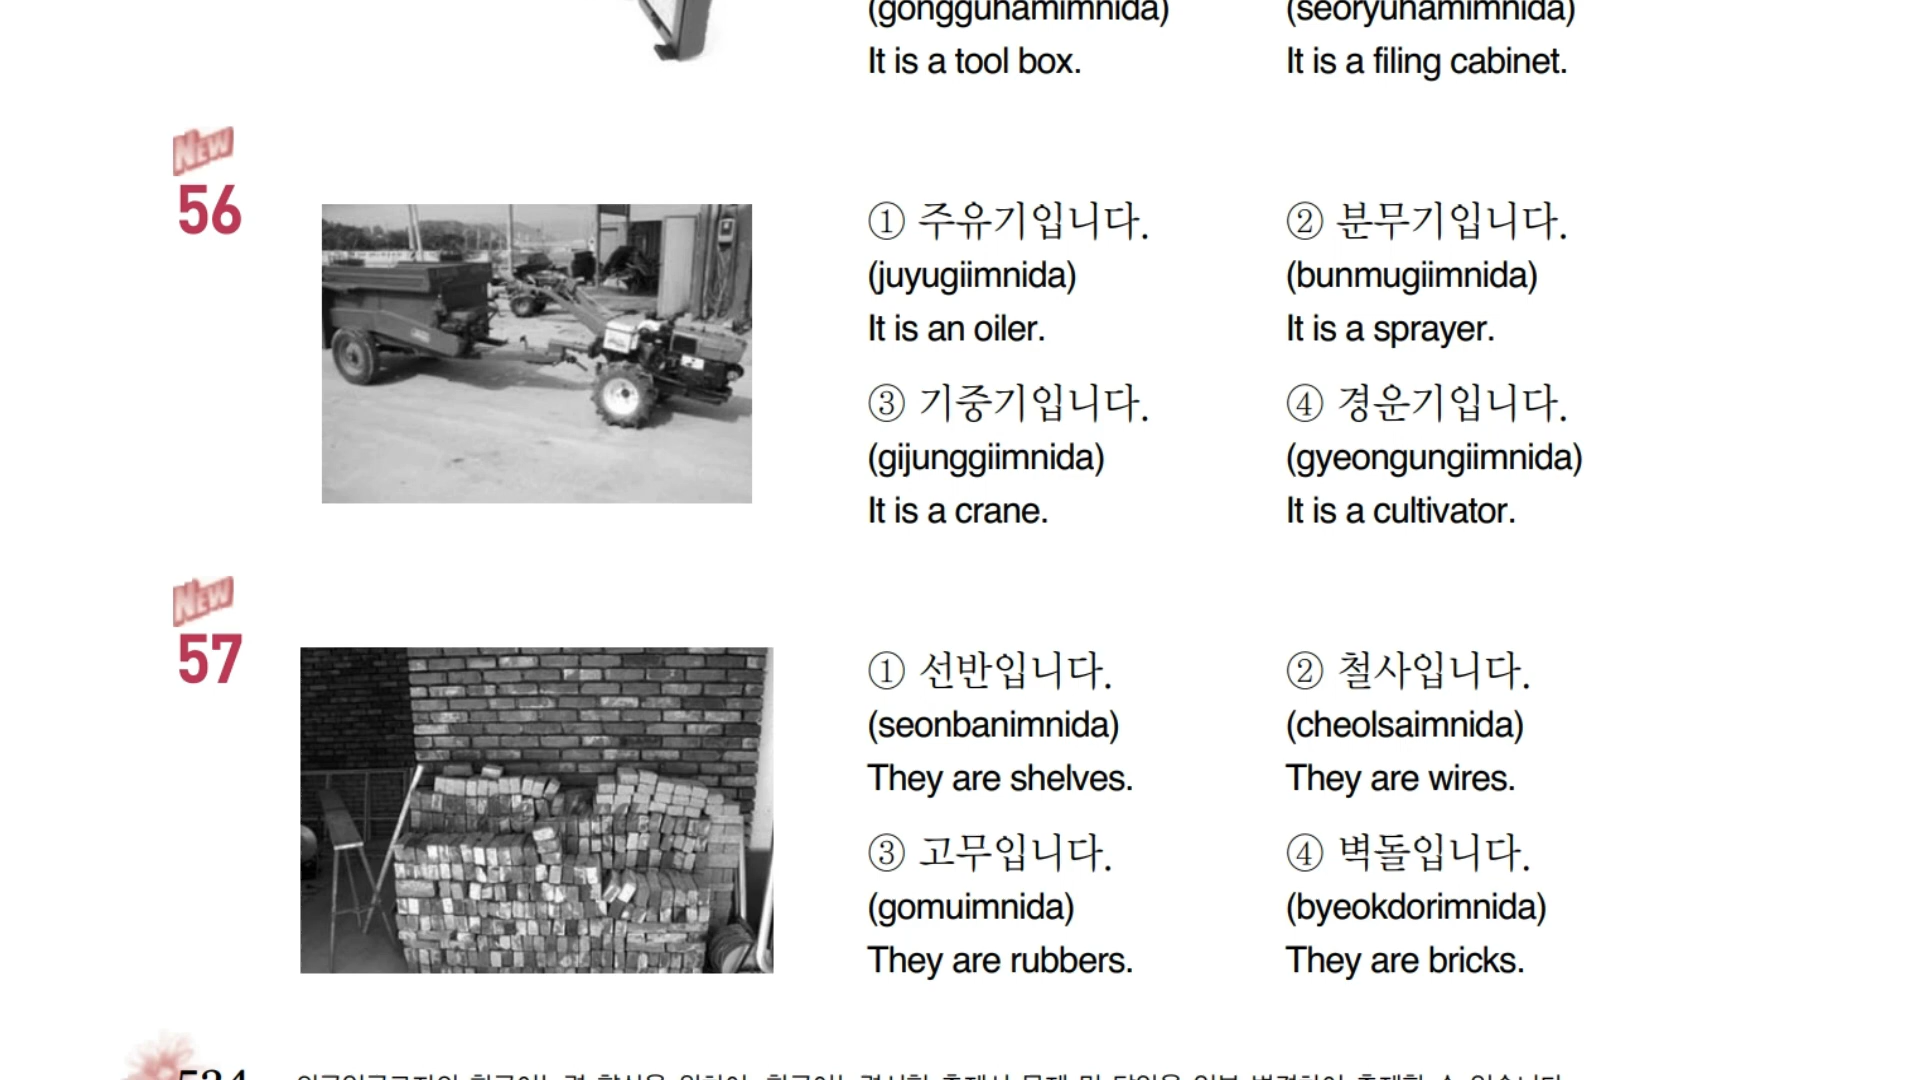 (gongguhamimnida)
(seoryuhamimnida)
It is a tool box.
It is a filing cabinet.
New
56
① 주유기입니다.
② 분무기입니다.
(juyugiimnida)
(bunmugiimnida)
It is an oiler.
It is a sprayer.
③ 기중기입니다.
④ 경운기입니다.
(gijunggiimnida)
(gyeongungiimnida)
It is a crane.
It is a cultivator.
New
57
① 선반입니다.
② 철사입니다.
(seonbanimnida)
(cheolsaimnida)
They are shelves.
They are wires.
③ 고무입니다.
④ 벽돌입니다.
(gomuimnida)
(byeokdorimnida)
They are rubbers.
They are bricks.